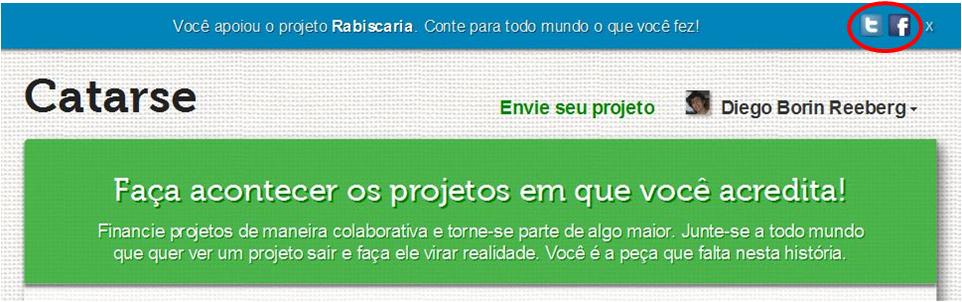 Você apoiou o projeto Rabiscaria. Conte para todo mundo o que você fez!
t f x
Catarse
Envie seu projeto
Diego Borin Reeberg
Faça acontecer os projetos em que você acredita!
Financie projetos de maneira colaborativa e torne-se parte de algo maior. Junte-se a todo mundo
que quer ver um projeto sair e faça ele virar realidade. Você é a peça que falta nesta história.